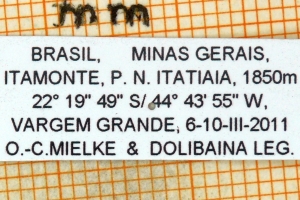 mm
BRASIL, MINAS GERAIS,
ITAMONTE, P. N. ITATIAIA, 1850m
22° 19" 49" S/ 44° 43' 55" W,
VARGEM GRANDE, 6-10-III-2011
O.-C.MIELKE & DOLIBAINA LEG.